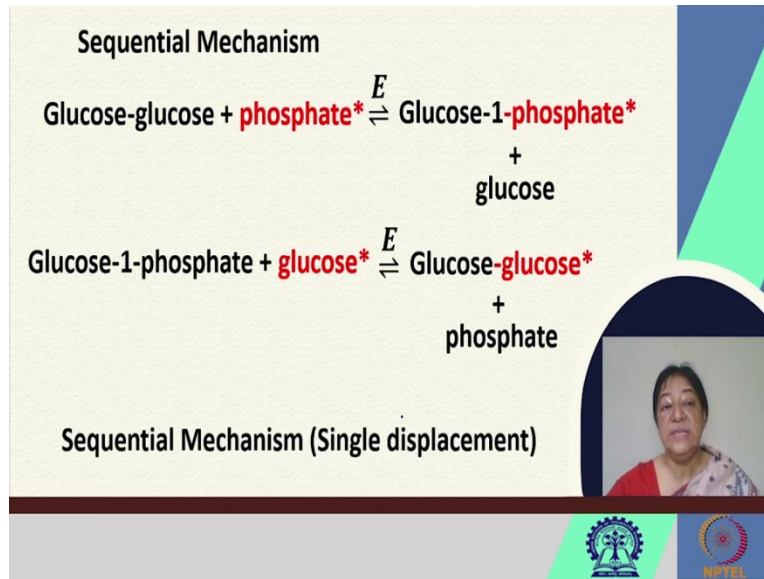 Sequential Mechanism
E
Glucose-glucose + phosphate* ⇌ Glucose-1-phosphate*
+
glucose
E
Glucose-1-phosphate + glucose* ⇌ Glucose-glucose*
+
phosphate
Sequential Mechanism (Single displacement)
NPTEL